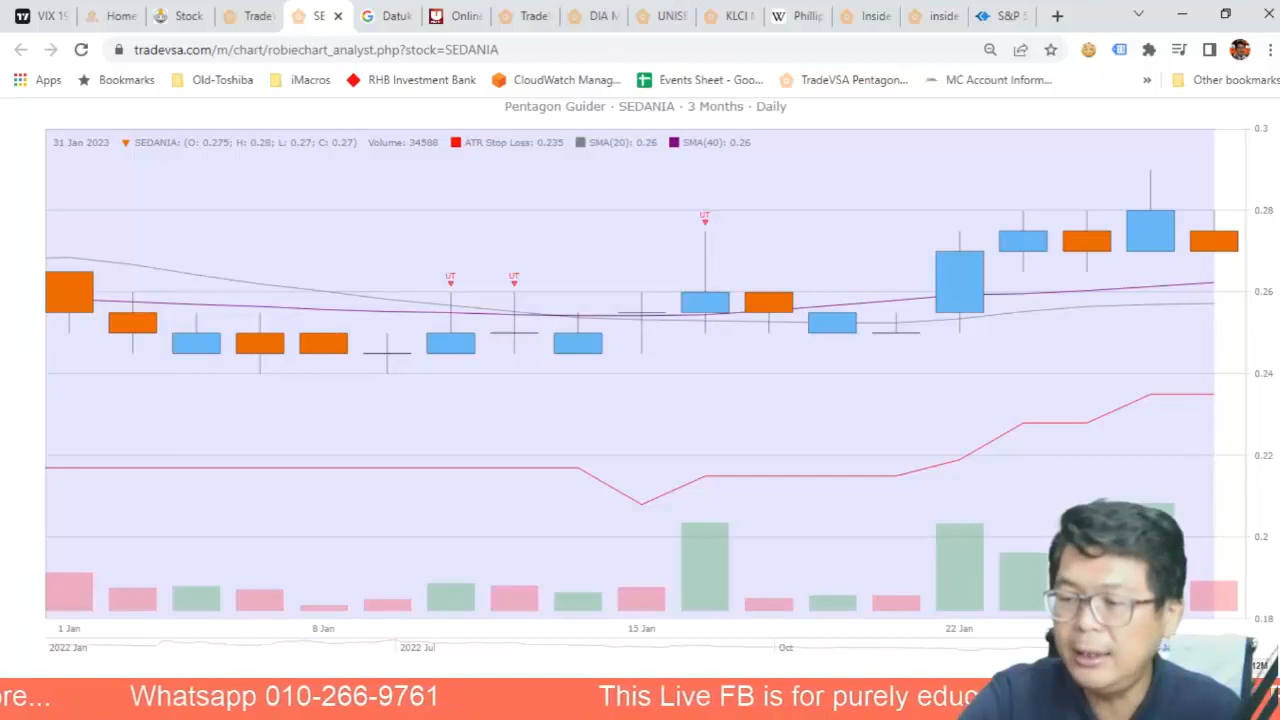 VIX 19
Home
Stock
Trade
SE
Datuk
Online
Trade
DIA M
UNISE
KLCI M
Phillip
Inside
inside
S&P 5
tradevsa.com/m/chart/robiechart_analyst.php?stock=SEDANIA
Apps
Bookmarks
Old-Toshiba
iMacros
RHB Investment Bank
CloudWatch Manag...
Events Sheet - Goo...
TradeVSA Pentagon...
MC Account Inform...
»
Other bookmarks
Pentagon Guider · SEDANIA · 3 Months · Daily
31 Jan 2023 SEDANIA: (O: 0.275; H: 0.28; L: 0.27; C: 0.27) Volume: 34588 ATR Stop Loss: 0.235 SMA(20): 0.26 SMA(40): 0.26
0.3
0.28
0.26
0.24
0.22
0.2
0.18
UT
UT
UT
1 Jan
8 Jan
15 Jan
22 Jan
2022 Jan
2022 Jul
Oct
12M
ore...
Whatsapp 010-266-9761
This Live FB is for purely educ